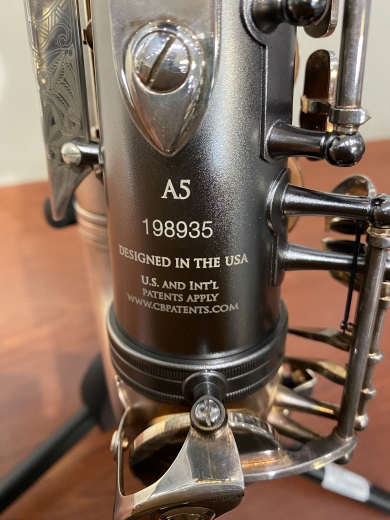 A5
198935
DESIGNED IN THE USA
U.S. AND INT'L
PATENTS APPLY
WWW.CBPATENTS.COM